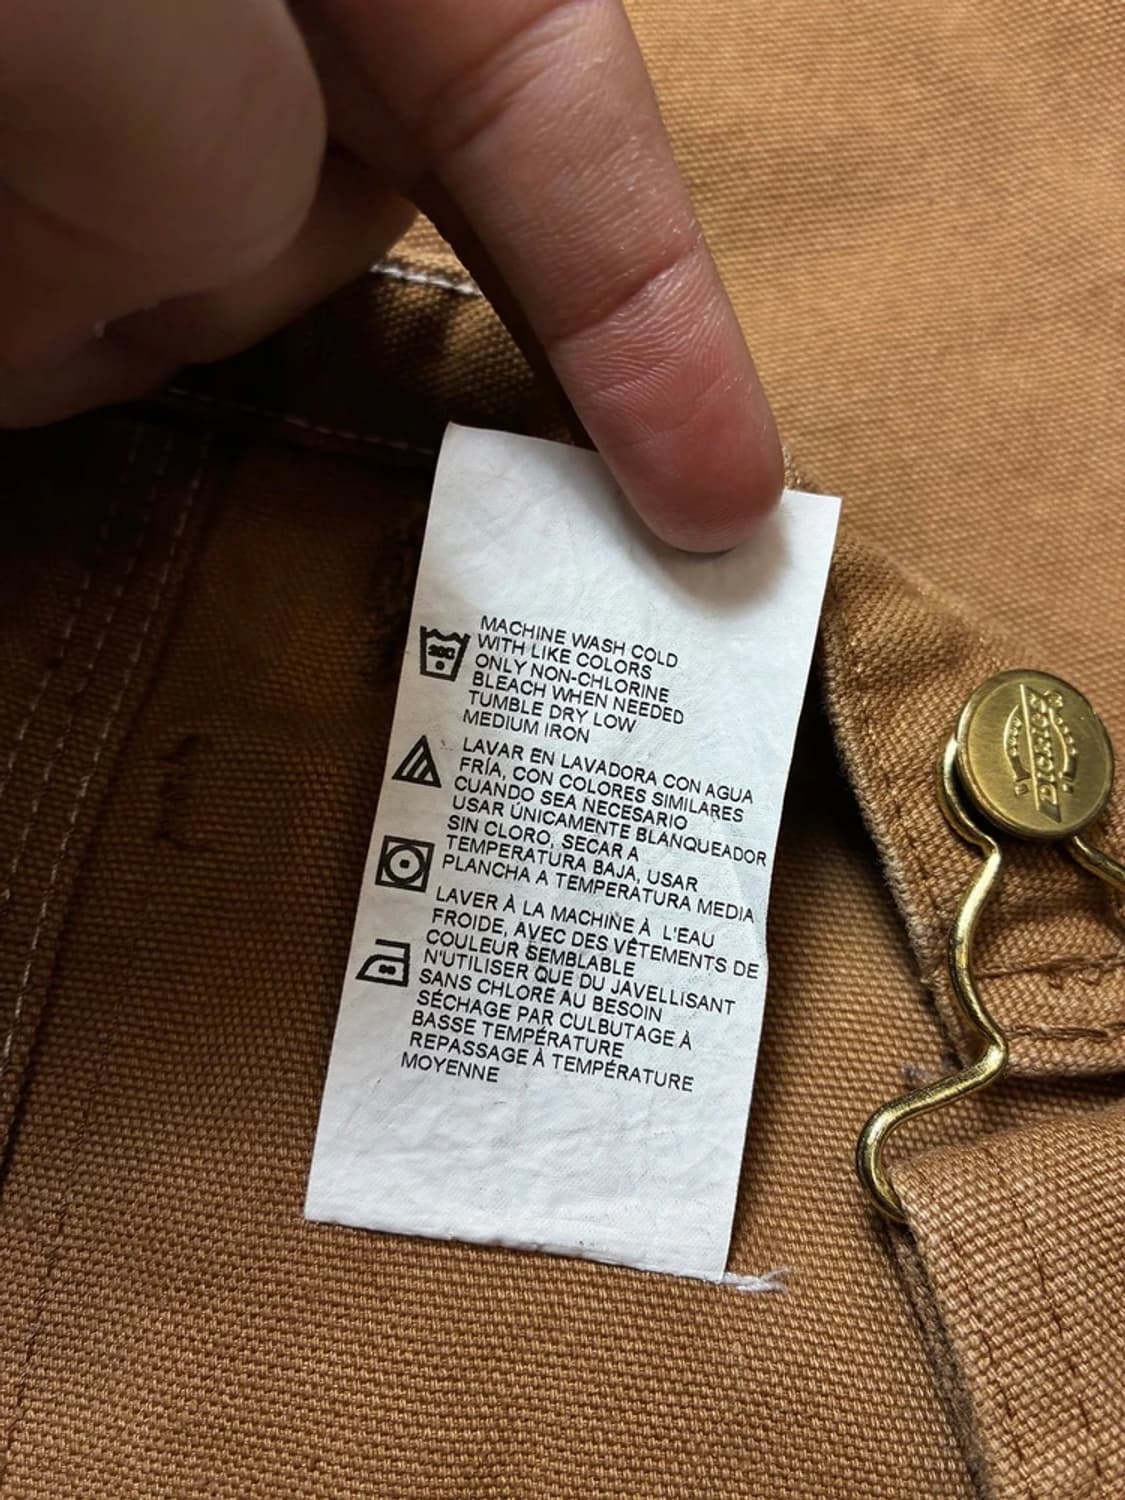 MACHINE WASH COLD
WITH LIKE COLORS
ONLY NON-CHLORINE
BLEACH WHEN NEEDED
TUMBLE DRY LOW
MEDIUM IRON
LAVAR EN LAVADORA CON AGUA
FRÍA, CON COLORES SIMILARES
CUANDO SEA NECESARIO
USAR ÚNICAMENTE BLANQUEADOR
SIN CLORO, SECAR A
TEMPERATURA BAJA, USAR
PLANCHA A TEMPERATURA MEDIA
LAVER À LA MACHINE À L'EAU
FROIDE, AVEC DES VÊTEMENTS DE
COULEUR SEMBLABLE
N'UTILISER QUE DU JAVELLISANT
SANS CHLORE AU BESOIN
SÉCHAGE PAR CULBUTAGE À
BASSE TEMPÉRATURE
REPASSAGE À TEMPÉRATURE
MOYENNE
DICKIES